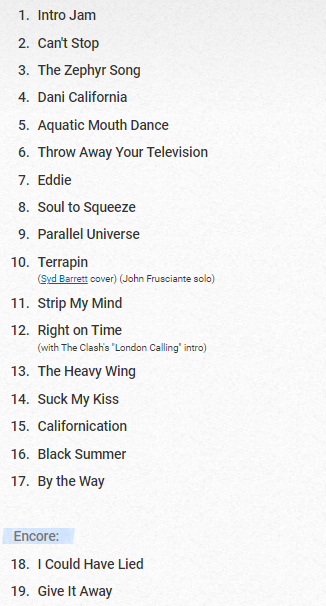 1. Intro Jam
2. Can't Stop
3. The Zephyr Song
4. Dani California
5. Aquatic Mouth Dance
6. Throw Away Your Television
7. Eddie
8. Soul to Squeeze
9. Parallel Universe
10. Terrapin
(Syd Barrett cover) (John Frusciante solo)
11. Strip My Mind
12. Right on Time
(with The Clash's "London Calling" intro)
13. The Heavy Wing
14. Suck My Kiss
15. Californication
16. Black Summer
17. By the Way
Encore:
18. I Could Have Lied
19. Give It Away